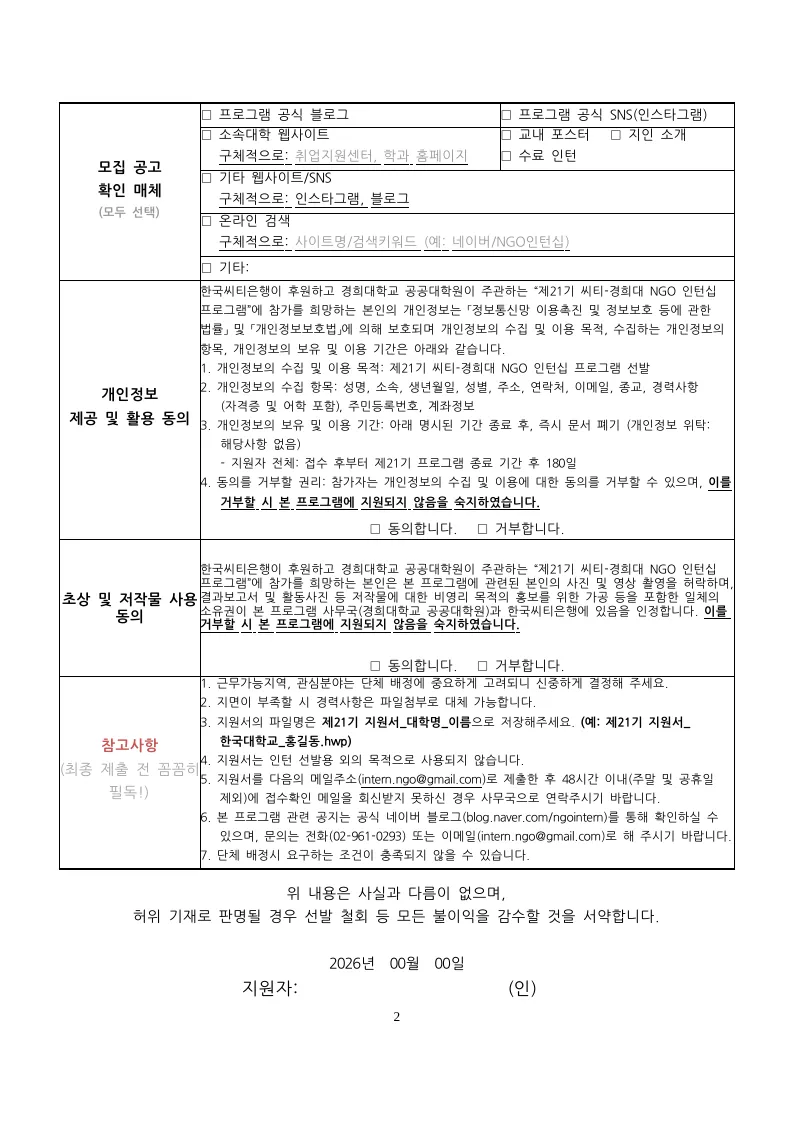 모집 공고
확인 매체
(모두 선택)
□ 프로그램 공식 블로그
□ 프로그램 공식 SNS(인스타그램)
□ 소속대학 웹사이트
구체적으로: 취업지원센터, 학과 홈페이지
□ 교내 포스터 □ 지인 소개
□ 수료 인턴
□ 기타 웹사이트/SNS
구체적으로: 인스타그램, 블로그
□ 온라인 검색
구체적으로: 사이트명/검색키워드 (예: 네이버/NGO인턴십)
□ 기타:
개인정보
제공 및 활용 동의
한국씨티은행이 후원하고 경희대학교 공공대학원이 주관하는 “제21기 씨티-경희대 NGO 인턴십
프로그램”에 참가를 희망하는 본인의 개인정보는 「정보통신망 이용촉진 및 정보보호 등에 관한
법률」 및 「개인정보보호법」에 의해 보호되며 개인정보의 수집 및 이용 목적, 수집하는 개인정보의
항목, 개인정보의 보유 및 이용 기간은 아래와 같습니다.
1. 개인정보의 수집 및 이용 목적: 제21기 씨티-경희대 NGO 인턴십 프로그램 선발
2. 개인정보의 수집 항목: 성명, 소속, 생년월일, 성별, 주소, 연락처, 이메일, 종교, 경력사항
(자격증 및 어학 포함), 주민등록번호, 계좌정보
3. 개인정보의 보유 및 이용 기간: 아래 명시된 기간 종료 후, 즉시 문서 폐기 (개인정보 위탁:
해당사항 없음)
- 지원자 전체: 접수 후부터 제21기 프로그램 종료 기간 후 180일
4. 동의를 거부할 권리: 참가자는 개인정보의 수집 및 이용에 대한 동의를 거부할 수 있으며, 이를
거부할 시 본 프로그램에 지원되지 않음을 숙지하였습니다.
□ 동의합니다. □ 거부합니다.
초상 및 저작물 사용
동의
한국씨티은행이 후원하고 경희대학교 공공대학원이 주관하는 “제21기 씨티-경희대 NGO 인턴십
프로그램”에 참가를 희망하는 본인은 본 프로그램에 관련된 본인의 사진 및 영상 촬영을 허락하며,
결과보고서 및 활동사진 등 저작물에 대한 비영리 목적의 홍보를 위한 가공 등을 포함한 일체의
소유권이 본 프로그램 사무국(경희대학교 공공대학원)과 한국씨티은행에 있음을 인정합니다. 이를
거부할 시 본 프로그램에 지원되지 않음을 숙지하였습니다.
□ 동의합니다. □ 거부합니다.
참고사항
(최종 제출 전 꼼꼼히
필독!)
1. 근무가능지역, 관심분야는 단체 배정에 중요하게 고려되니 신중하게 결정해 주세요.
2. 지면이 부족할 시 경력사항은 파일첨부로 대체 가능합니다.
3. 지원서의 파일명은 제21기 지원서_대학명_이름으로 저장해주세요. (예: 제21기 지원서_
한국대학교_홍길동.hwp)
4. 지원서는 인턴 선발용 외의 목적으로 사용되지 않습니다.
5. 지원서를 다음의 메일주소(intern.ngo@gmail.com)로 제출한 후 48시간 이내(주말 및 공휴일
제외)에 접수확인 메일을 회신받지 못하신 경우 사무국으로 연락주시기 바랍니다.
6. 본 프로그램 관련 공지는 공식 네이버 블로그(blog.naver.com/ngointern)를 통해 확인하실 수
있으며, 문의는 전화(02-961-0293) 또는 이메일(intern.ngo@gmail.com)로 해 주시기 바랍니다.
7. 단체 배정시 요구하는 조건이 충족되지 않을 수 있습니다.
위 내용은 사실과 다름이 없으며,
허위 기재로 판명될 경우 선발 철회 등 모든 불이익을 감수할 것을 서약합니다.
2026년 00월 00일
지원자: (인)
2